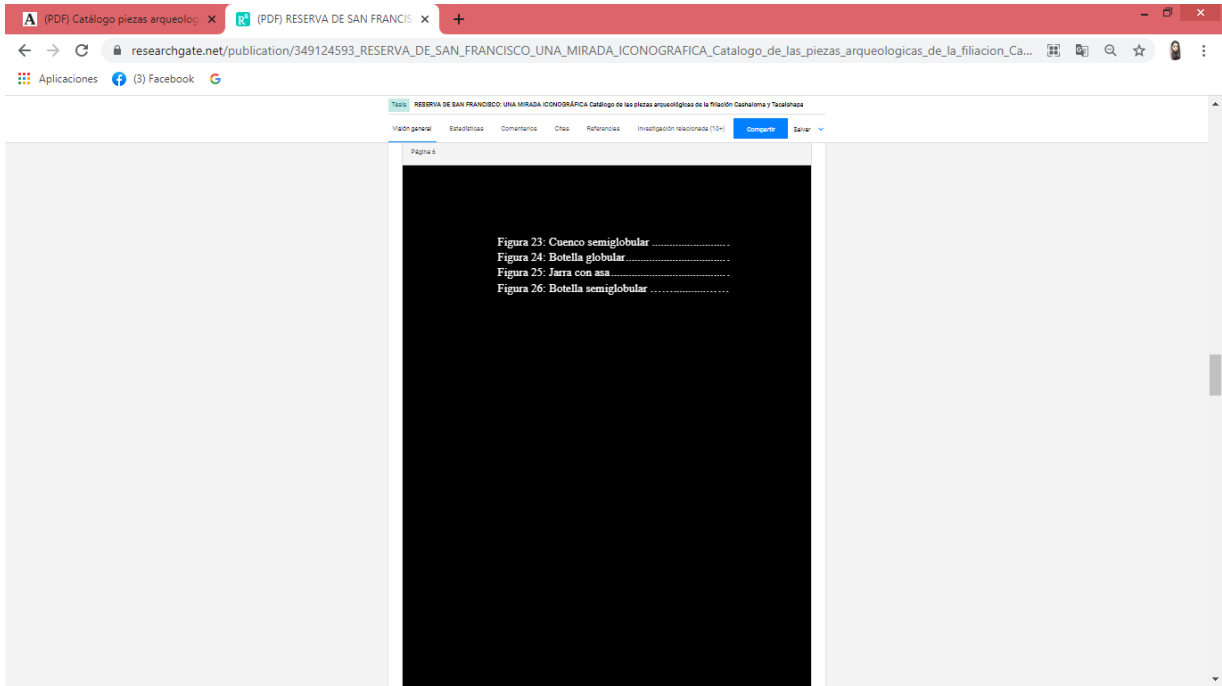 (PDF) Catálogo piezas arqueolog
(PDF) RESERVA DE SAN FRANCIS
researchgate.net/publication/349124593_RESERVA_DE_SAN_FRANCISCO_UNA_MIRADA_ICONOGRAFICA_Catalogo_de_las_piezas_arqueologicas_de_la_filiacion_Ca...
Aplicaciones (3) Facebook
Tesis RESERVA DE SAN FRANCISCO: UNA MIRADA ICONOGRÁFICA Catálogo de las piezas arqueológicas de la filiación Cashaloma y Tacalshapa
Visión general Estadísticas Comentarios Citas Referencias Investigación relacionada (10+) Compartir Salvar
Página 6
Figura 23: Cuenco semiglobular ..........................
Figura 24: Botella globular...................................
Figura 25: Jarra con asa........................................
Figura 26: Botella semiglobular ..........................